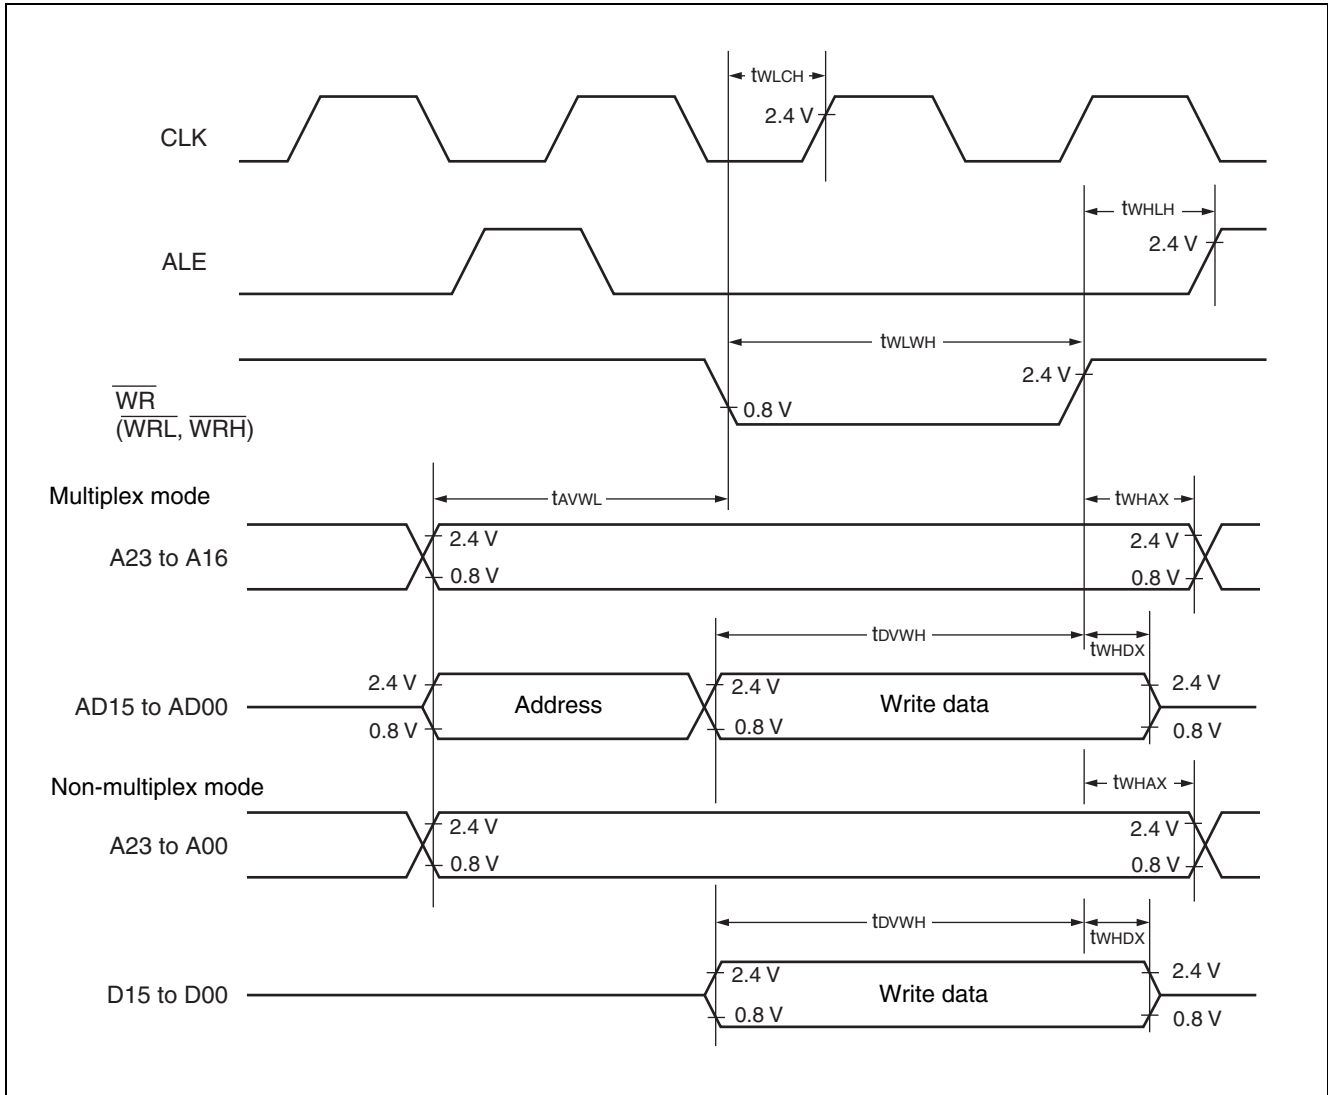 tWLCH
2.4 V
CLK
tWHLH
2.4 V
ALE
tWLWH
2.4 V
WR
0.8 V
(WRL, WRH)
Multiplex mode
tAVWL
tWHAX
2.4 V
2.4 V
A23 to A16
0.8 V
0.8 V
tDVWH
tWHDX
2.4 V
2.4 V
2.4 V
AD15 to AD00
Address
Write data
0.8 V
0.8 V
0.8 V
Non-multiplex mode
tWHAX
2.4 V
2.4 V
A23 to A00
0.8 V
0.8 V
tDVWH
tWHDX
2.4 V
2.4 V
D15 to D00
Write data
0.8 V
0.8 V